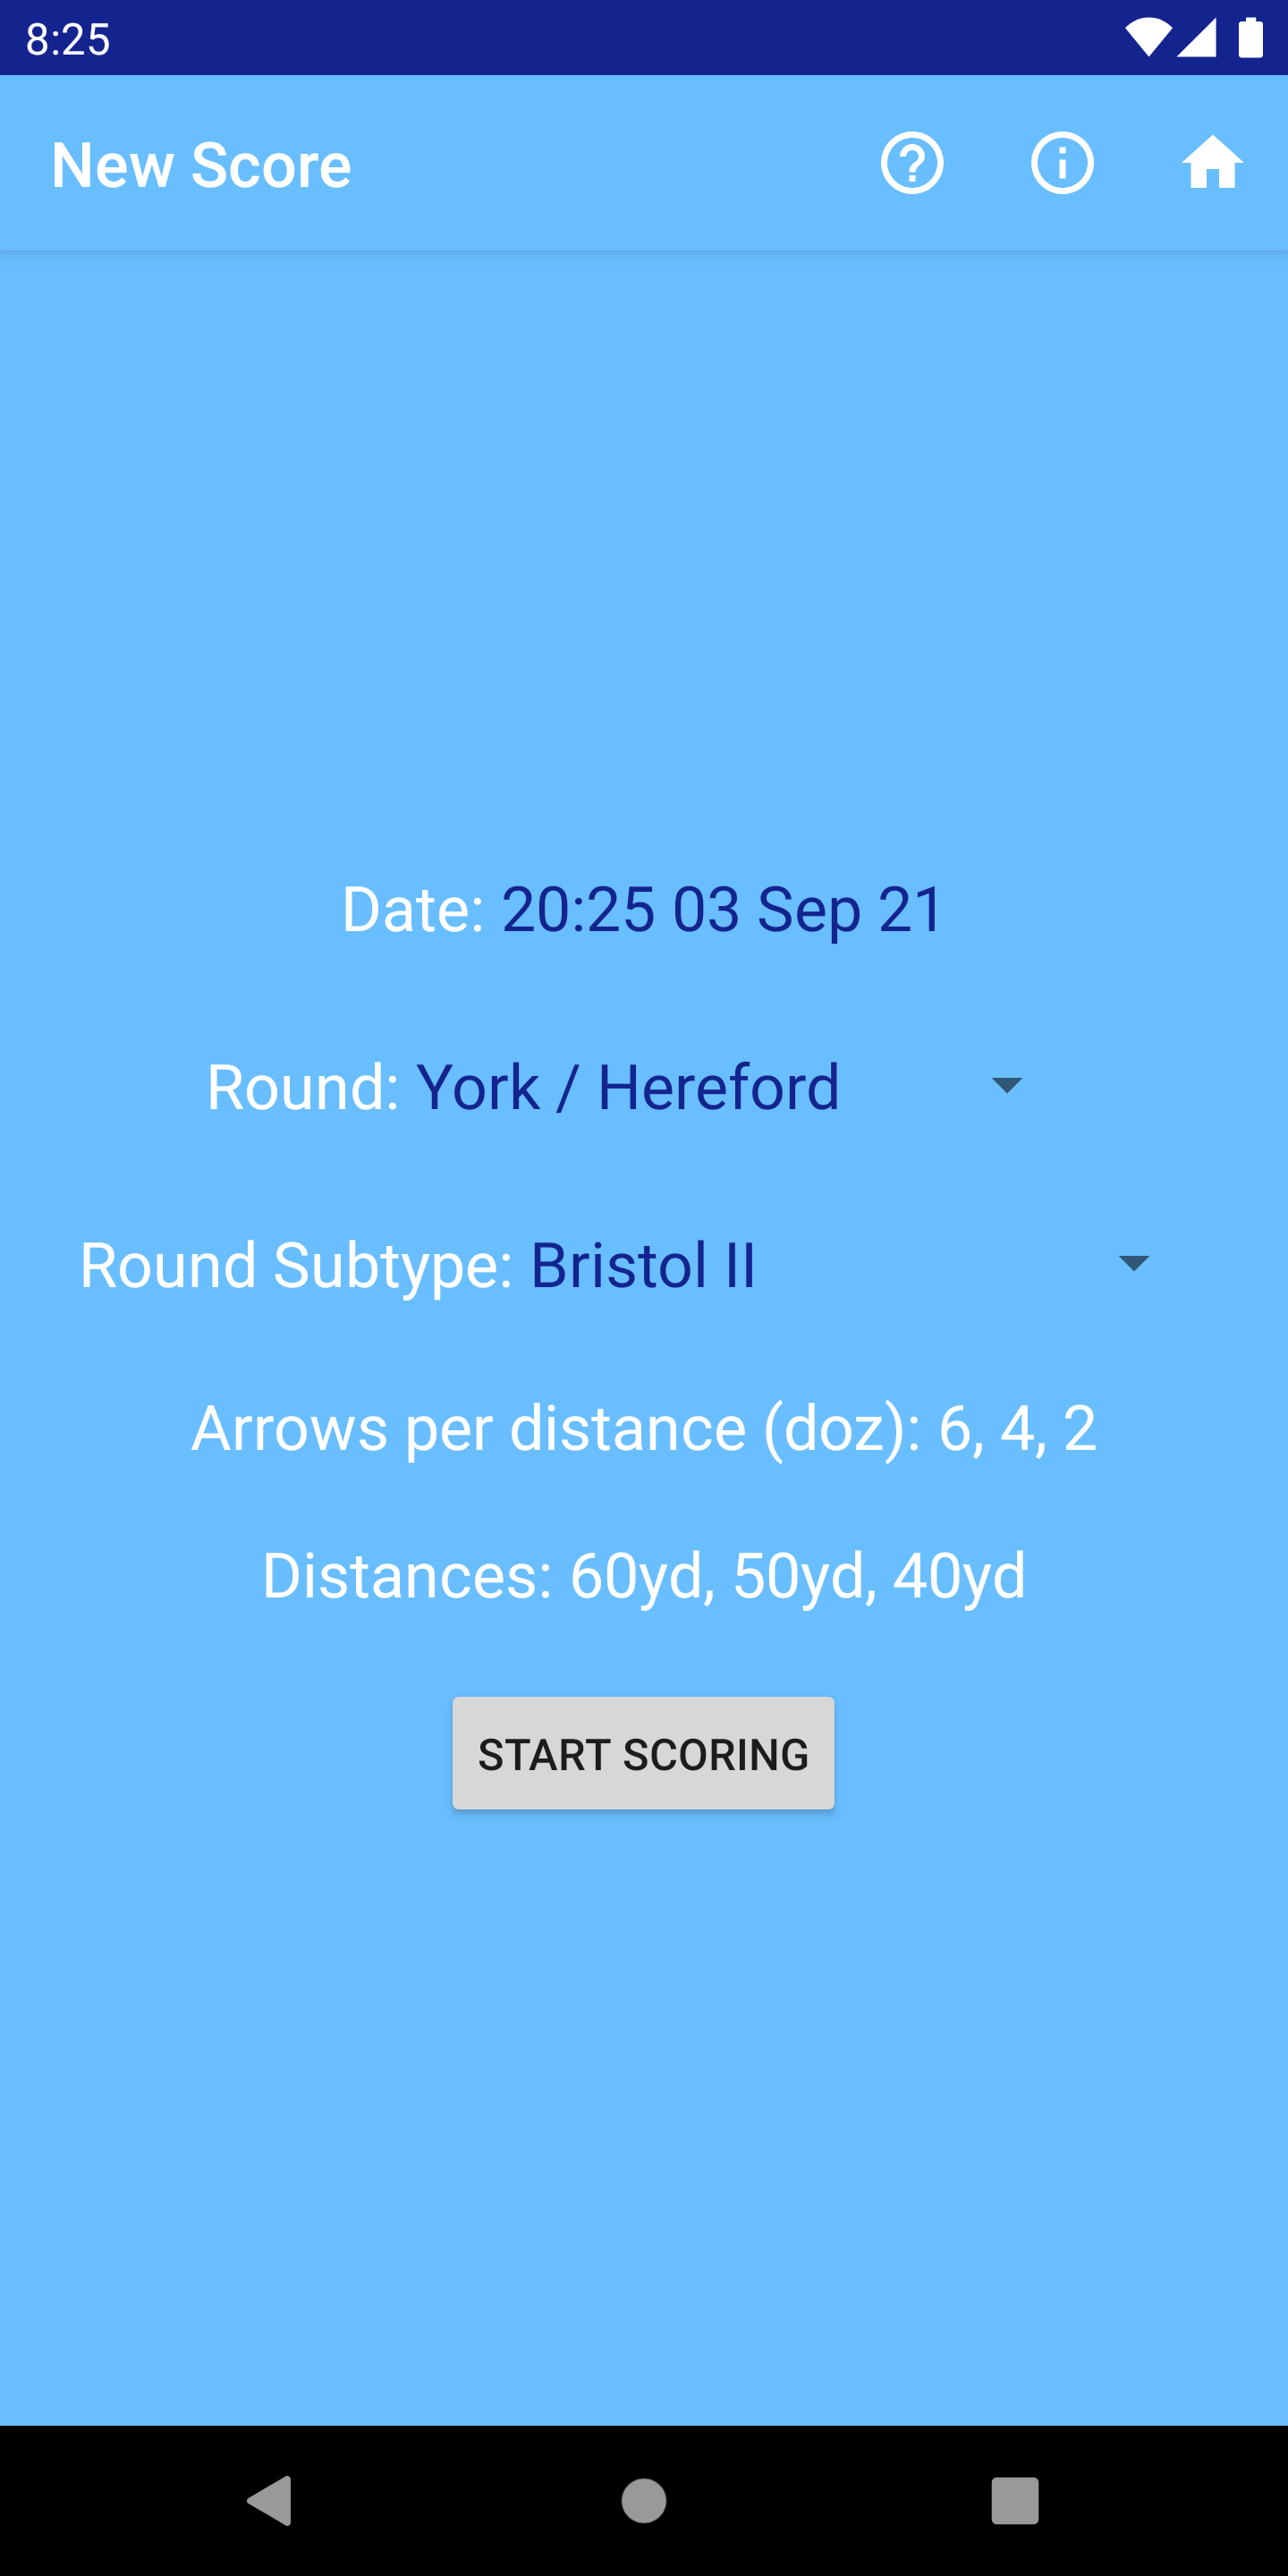 8:25
New Score
Date: 20:25 03 Sep 21
Round: York / Hereford
Round Subtype: Bristol II
Arrows per distance (doz): 6, 4, 2
Distances: 60yd, 50yd, 40yd
START SCORING